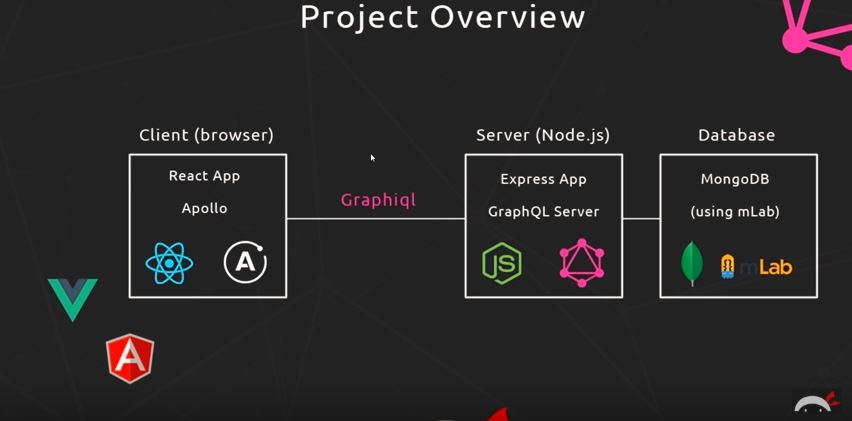 Project Overview
Client (browser)
React App
Apollo
Graphiql
Server (Node.js)
Express App
GraphQL Server
JS
Database
MongoDB
(using mLab)
mLab
A
A